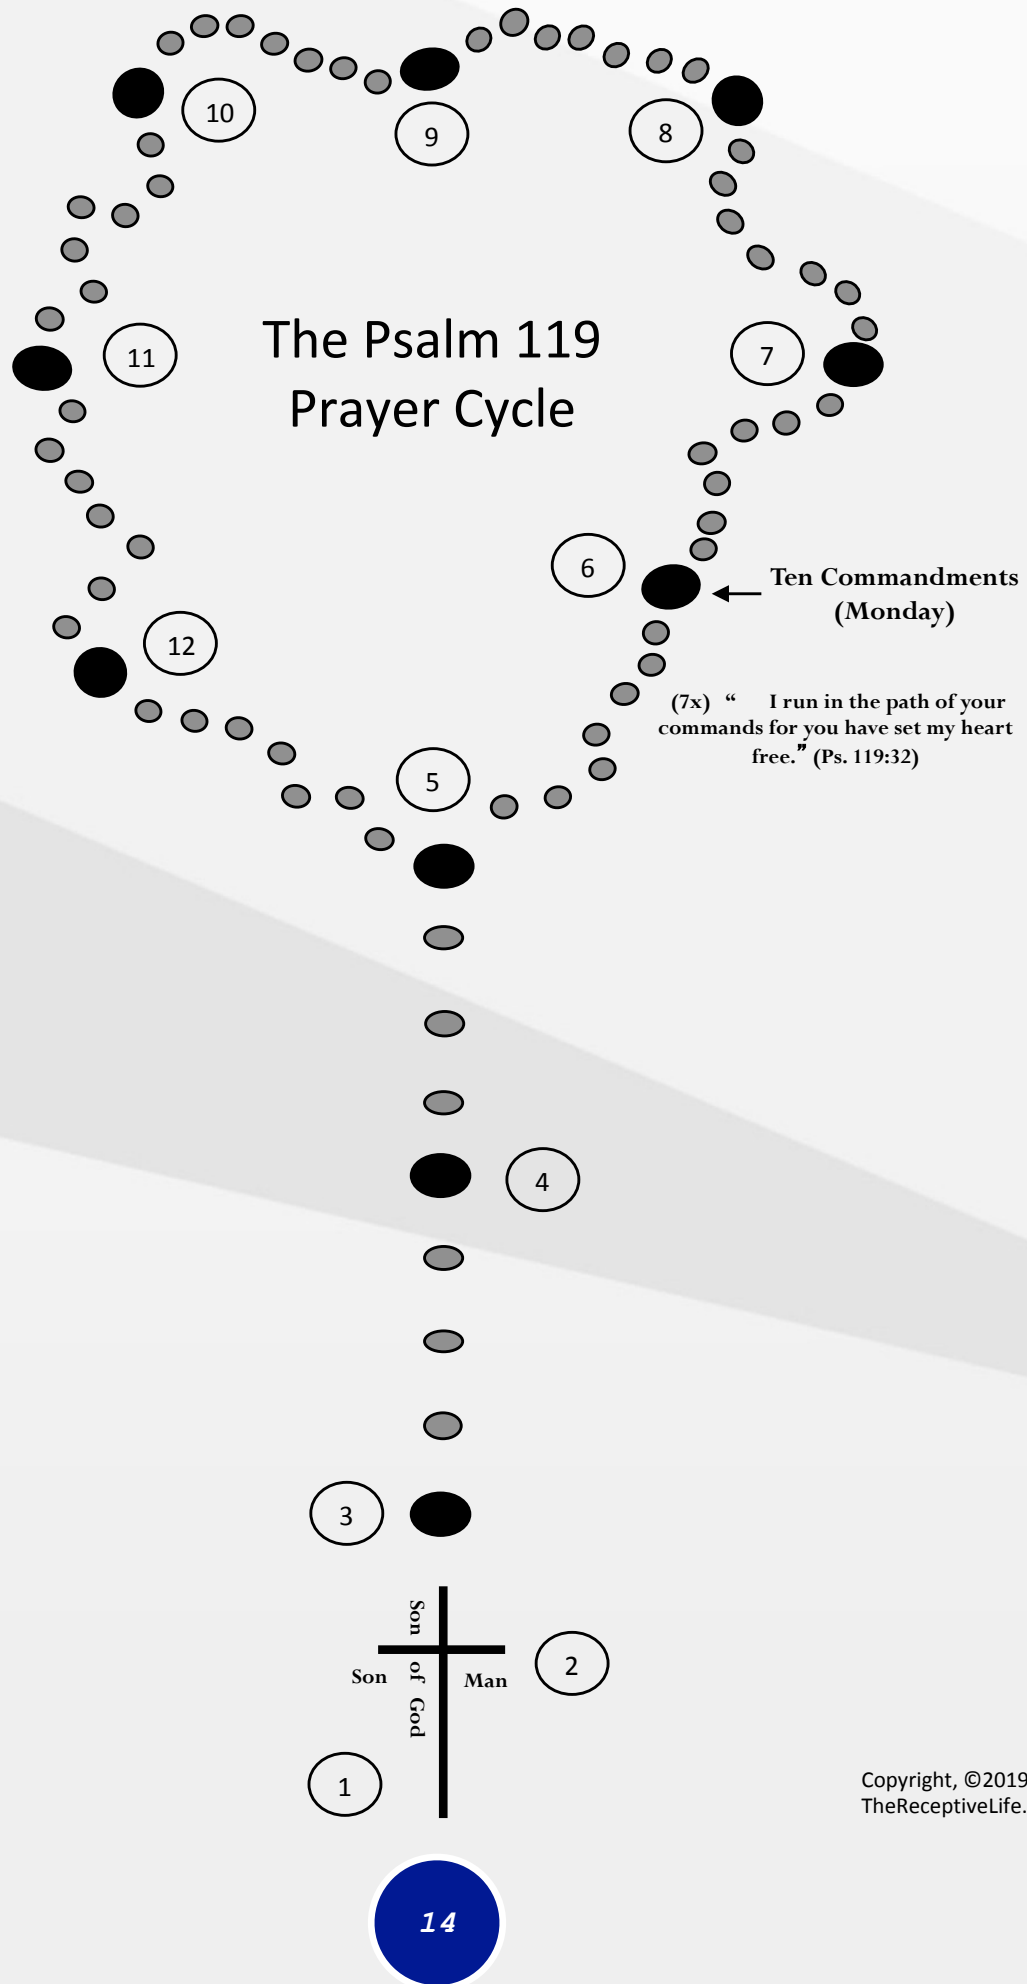 10
9
8
The Psalm 119
Prayer Cycle
11
7
6
Ten Commandments
(Monday)
12
(7x) “ I run in the path of your
commands for you have set my heart
free.” (Ps. 119:32)
5
4
3
Son of God
Son
Man
2
1
Copyright, ©2019
TheReceptiveLife.
14